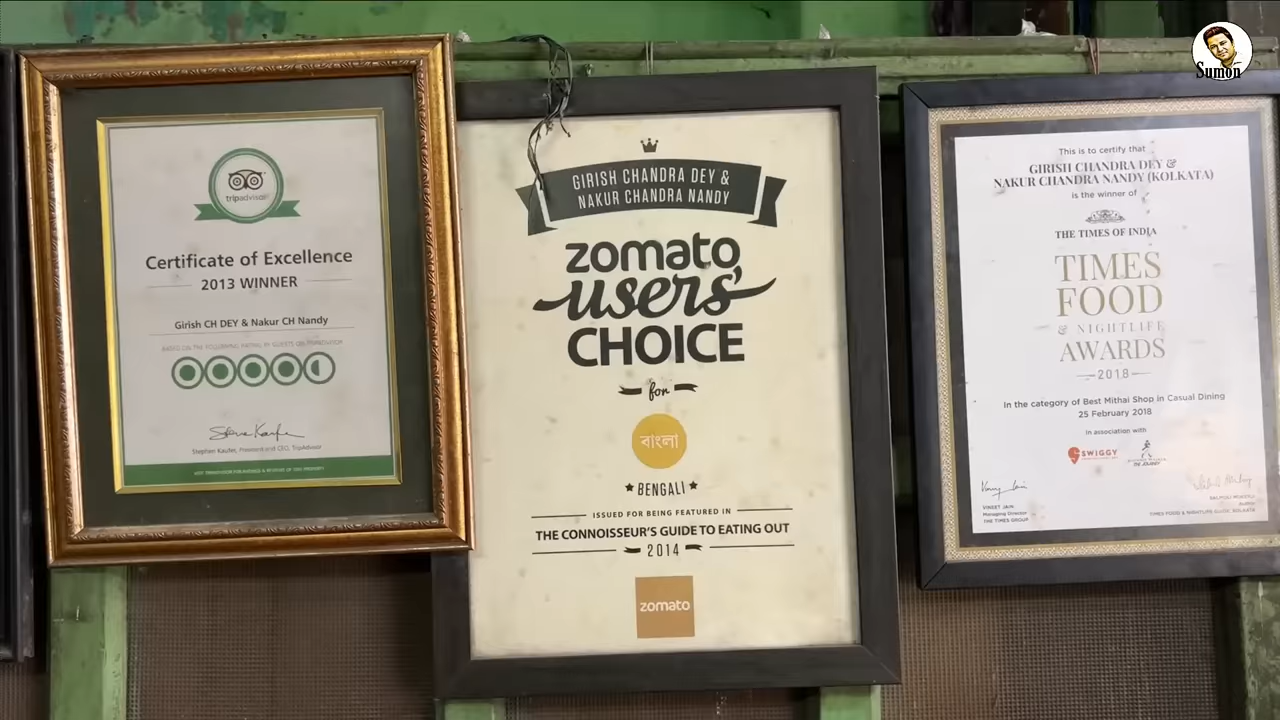 tripadvisor
Certificate of Excellence
2013 WINNER
Girish CH DEY & Nakur CH Nandy
Stephen Kaufer, President and CEO, TripAdvisor
GIRISH CHANDRA DEY &
NAKUR CHANDRA NANDY
zomato
users'
CHOICE
for
বাংলা
BENGALI
ISSUED FOR BEING FEATURED IN
THE CONNOISSEUR'S GUIDE TO EATING OUT
2014
zomato
This is to certify that
GIRISH CHANDRA DEY &
NAKUR CHANDRA NANDY (KOLKATA)
is the winner of
THE TIMES OF INDIA
TIMES
FOOD
& NIGHTLIFE
AWARDS
2018
In the category of Best Mithai Shop in Casual Dining
25 February 2018
In association with
SWIGGY
VINEET JAIN
Managing Director
THE TIMES GROUP
TIMES FOOD & NIGHTLIFE GUIDE, KOLKATA
Sumon